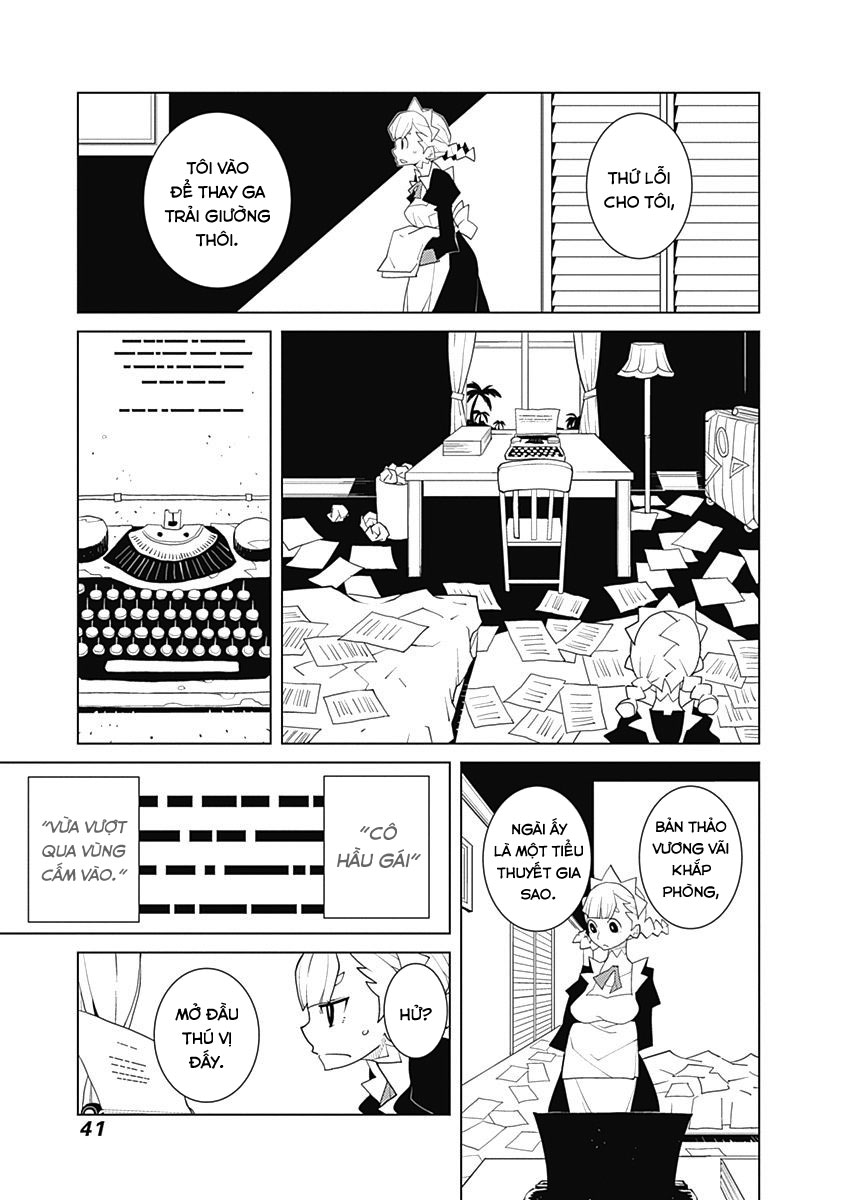 THỨ LỖI
CHO TÔI,
TÔI VÀO
ĐỂ THAY GA
TRẢI GIƯỜNG
THÔI.
BẢN THẢO
VƯƠNG VÃI
KHẮP
PHÒNG,
NGÀI ẤY
LÀ MỘT TIỂU
THUYẾT GIA
SAO.
"CÔ
HẦU GÁI"
"VỪA VƯỢT
QUA VÙNG
CẤM VÀO."
HỬ?
MỞ ĐẦU
THÚ VỊ
ĐẤY.
41